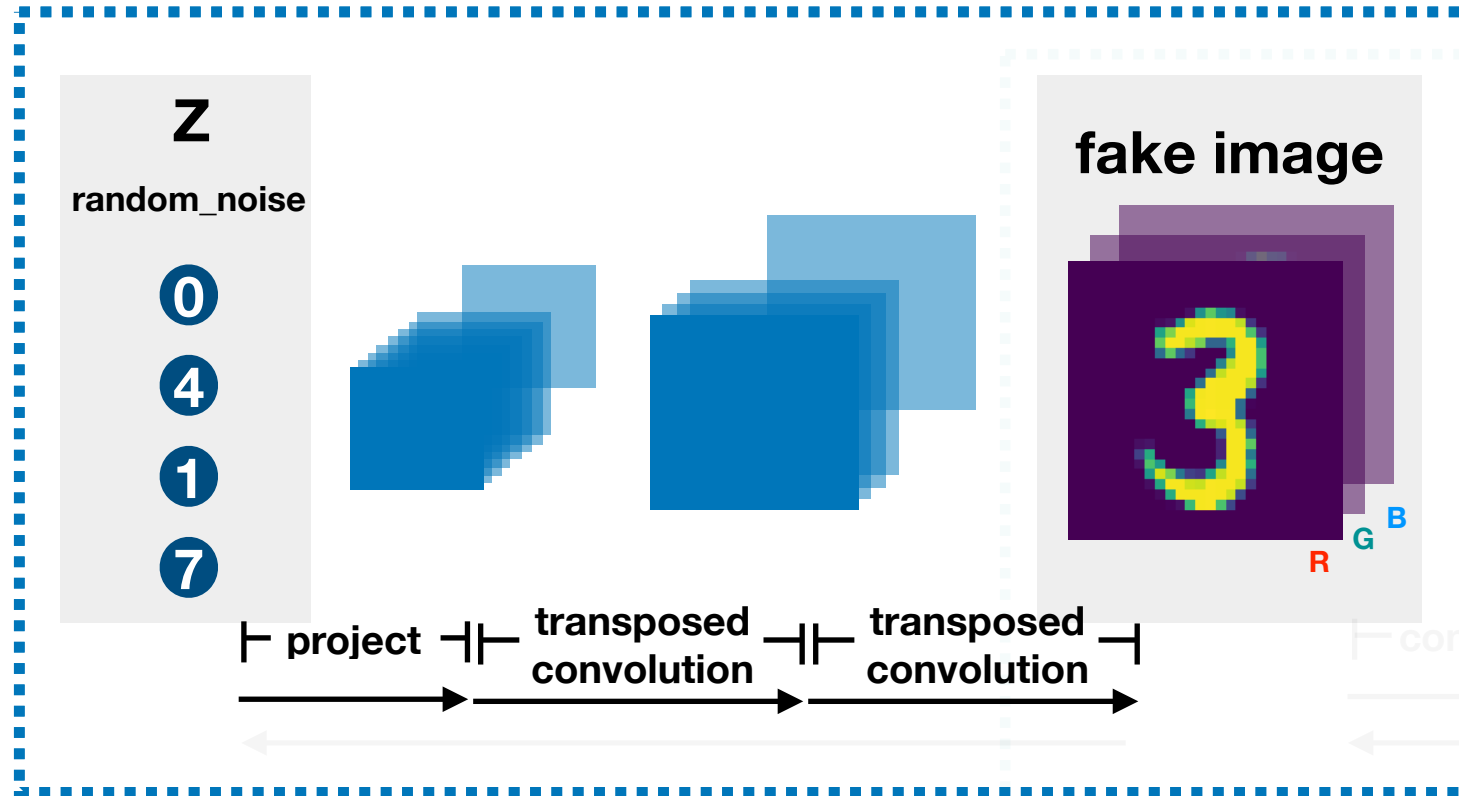 z
random_noise
0
4
1
7
fake image
R
G
B
project
transposed
convolution
transposed
convolution